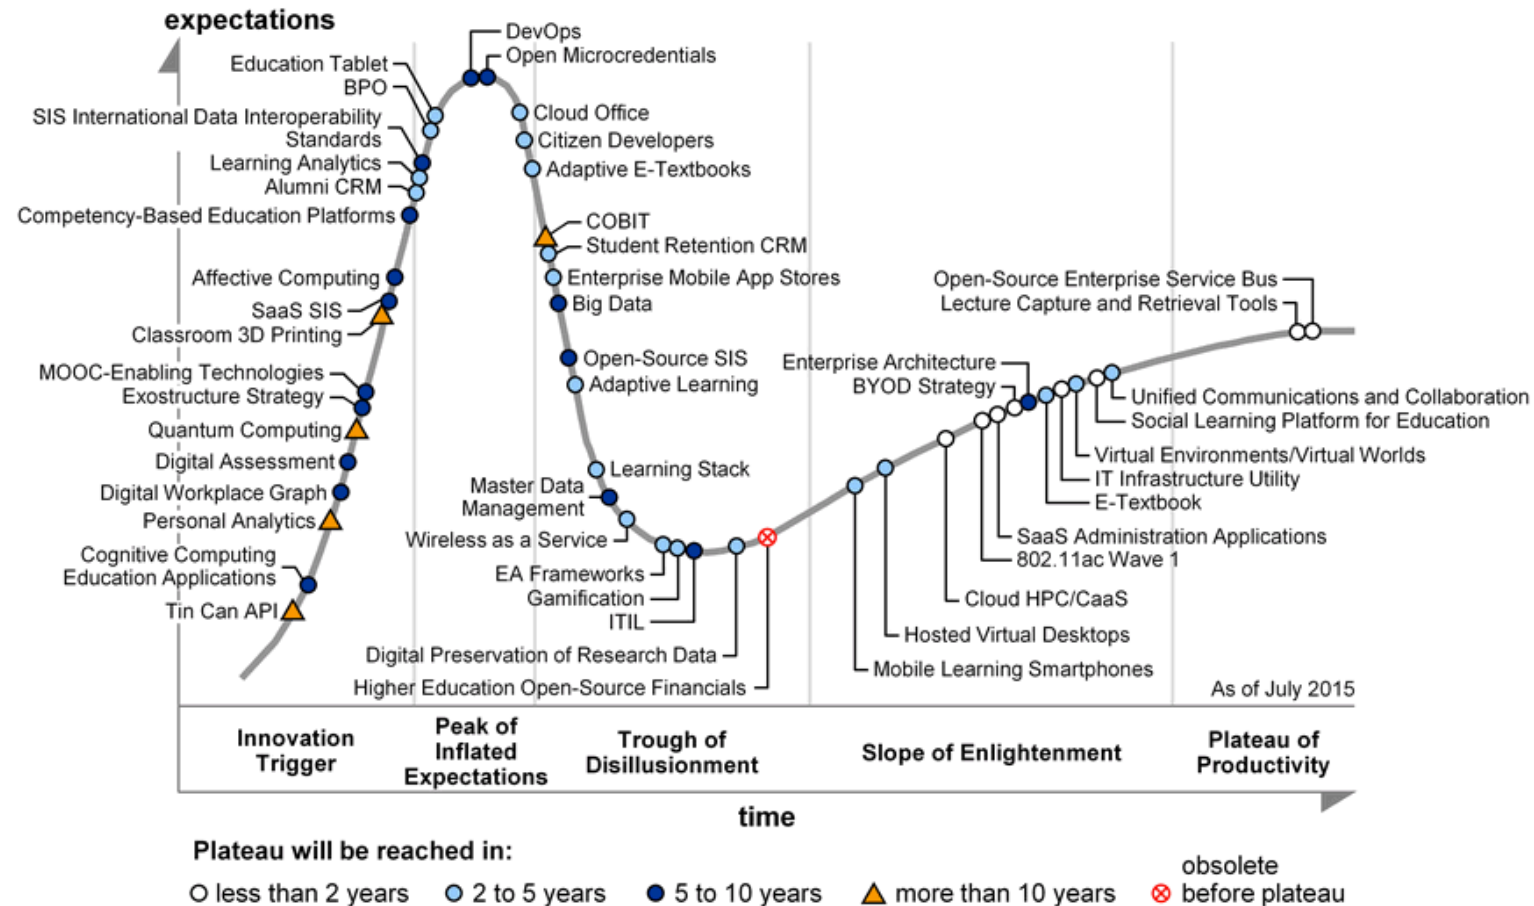 expectations
DevOps
Open Microcredentials
Education Tablet
BPO
SIS International Data Interoperability
Standards
Learning Analytics
Alumni CRM
Competency-Based Education Platforms
Affective Computing
SaaS SIS
Classroom 3D Printing
MOOC-Enabling Technologies
Exostructure Strategy
Quantum Computing
Digital Assessment
Digital Workplace Graph
Personal Analytics
Cognitive Computing
Education Applications
Tin Can API
Cloud Office
Citizen Developers
Adaptive E-Textbooks
COBIT
Student Retention CRM
Enterprise Mobile App Stores
Big Data
Open-Source SIS
Adaptive Learning
Learning Stack
Master Data
Management
Wireless as a Service
EA Frameworks
Gamification
ITIL
Digital Preservation of Research Data
Higher Education Open-Source Financials
Open-Source Enterprise Service Bus
Lecture Capture and Retrieval Tools
Enterprise Architecture
BYOD Strategy
Unified Communications and Collaboration
Social Learning Platform for Education
Virtual Environments/Virtual Worlds
IT Infrastructure Utility
E-Textbook
SaaS Administration Applications
802.11ac Wave 1
Cloud HPC/CaaS
Hosted Virtual Desktops
Mobile Learning Smartphones
As of July 2015
Innovation
Trigger
Peak of
Inflated
Expectations
Trough of
Disillusionment
Slope of Enlightenment
Plateau of
Productivity
time
Plateau will be reached in:
less than 2 years
2 to 5 years
5 to 10 years
more than 10 years
obsolete
before plateau